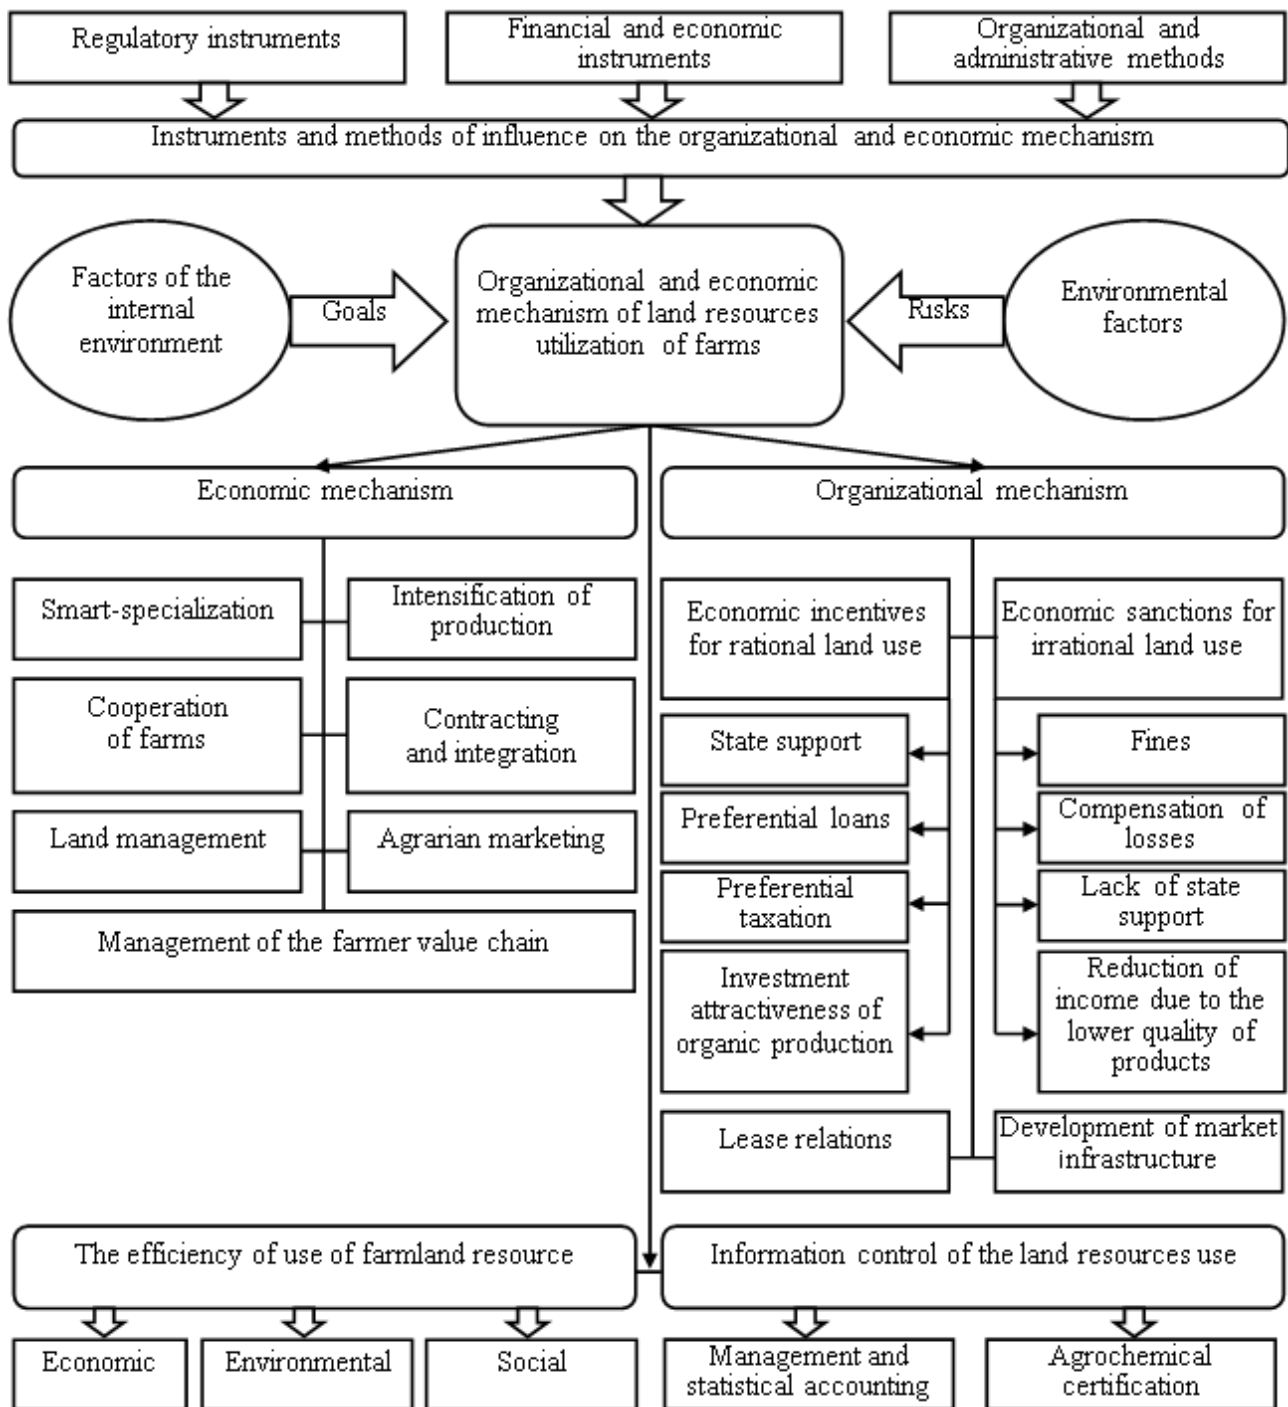 Regulatory instruments
Financial and economic
instruments
Organizational and
administrative methods
Instruments and methods of influence on the organizational and economic mechanism
Factors of the
internal
environment
Goals
Organizational and economic
mechanism of land resources
utilization of farms
Risks
Environmental
factors
Economic mechanism
Organizational mechanism
Smart-specialization
Intensification of
production
Cooperation
of farms
Contracting
and integration
Land management
Agrarian marketing
Management of the farmer value chain
Economic incentives
for rational land use
Economic sanctions for
irrational land use
State support
Fines
Preferential loans
Compensation of
losses
Preferential
taxation
Lack of state
support
Investment
attractiveness of
organic production
Reduction of
income due to the
lower quality of
products
Lease relations
Development of market
infrastructure
The efficiency of use of farmland resource
Information control of the land resources use
Economic
Environmental
Social
Management and
statistical accounting
Agrochemical
certification